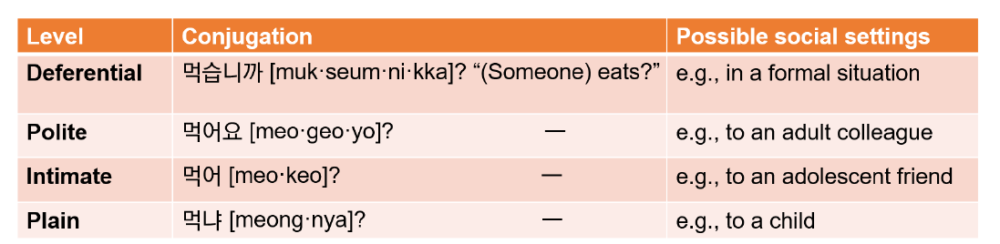 Level Conjugation Possible social settings
Deferential 먹습니까 [muk·seum·ni·kka]? “(Someone) eats?” e.g., in a formal situation
Polite 먹어요 [meo·geo·yo]? — e.g., to an adult colleague
Intimate 먹어 [meo·keo]? — e.g., to an adolescent friend
Plain 먹냐 [meong·nya]? — e.g., to a child